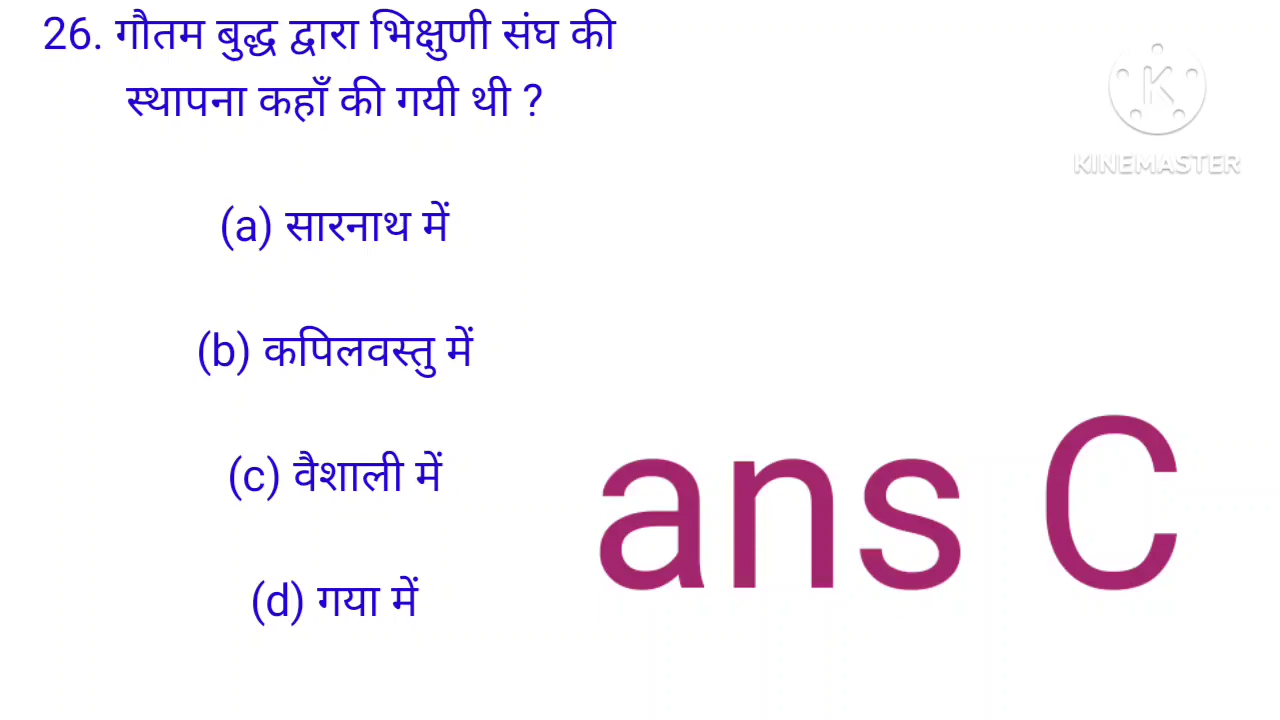 26. गौतम बुद्ध द्वारा भिक्षुणी संघ की
स्थापना कहाँ की गयी थी ?
K
KINEMASTER
(a) सारनाथ में
(b) कपिलवस्तु में
(c) वैशाली में
ans C
(d) गया में